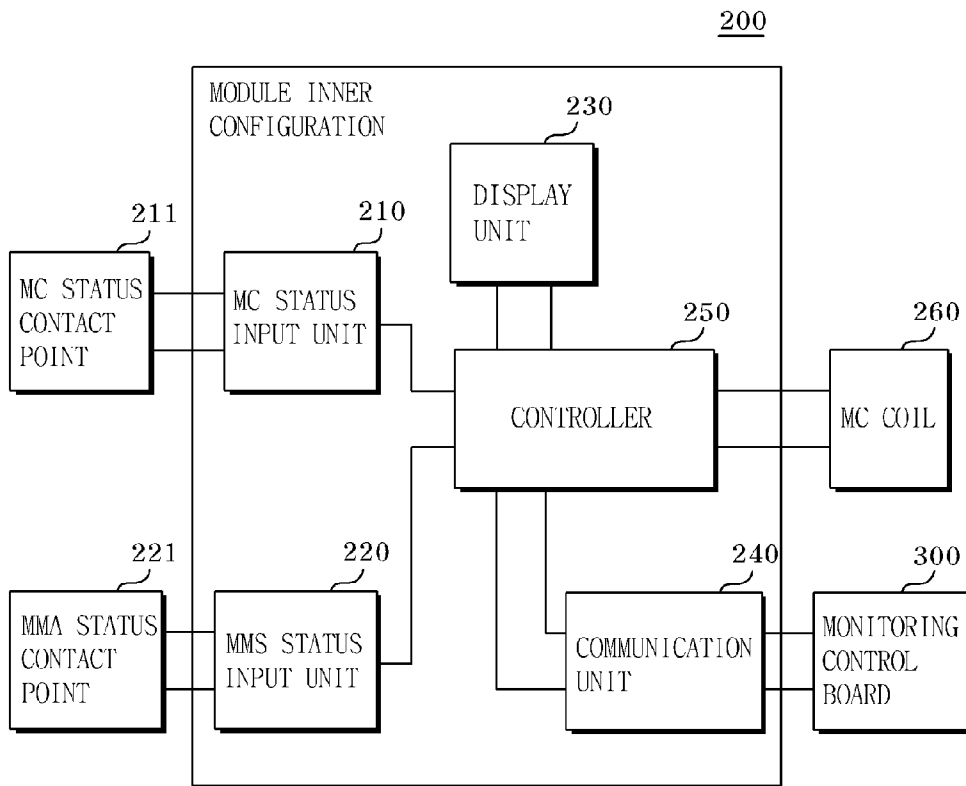 200
MODULE INNER
CONFIGURATION
230
DISPLAY
UNIT
211
MC STATUS
CONTACT
POINT
210
MC STATUS
INPUT UNIT
250
CONTROLLER
260
MC COIL
221
MMA STATUS
CONTACT
POINT
220
MMS STATUS
INPUT UNIT
240
COMMUNICATION
UNIT
300
MONITORING
CONTROL
BOARD